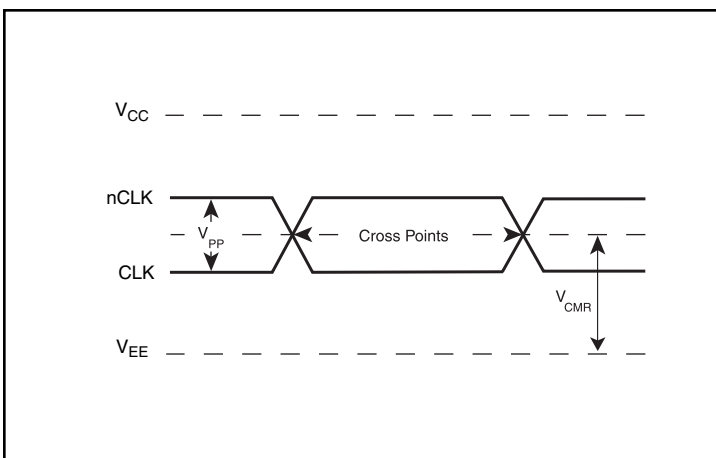 VCC
nCLK
VPP
Cross Points
CLK
VCMR
VEE